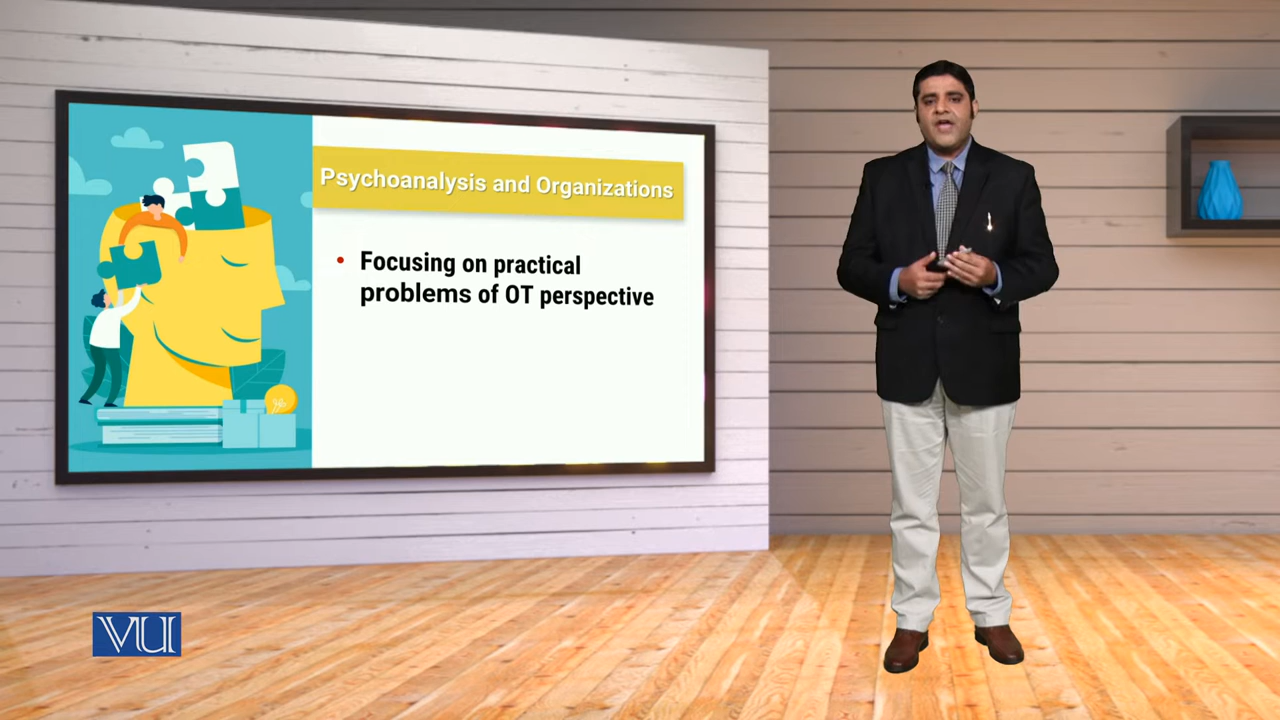 Psychoanalysis and Organizations
• Focusing on practical
problems of OT perspective
VU